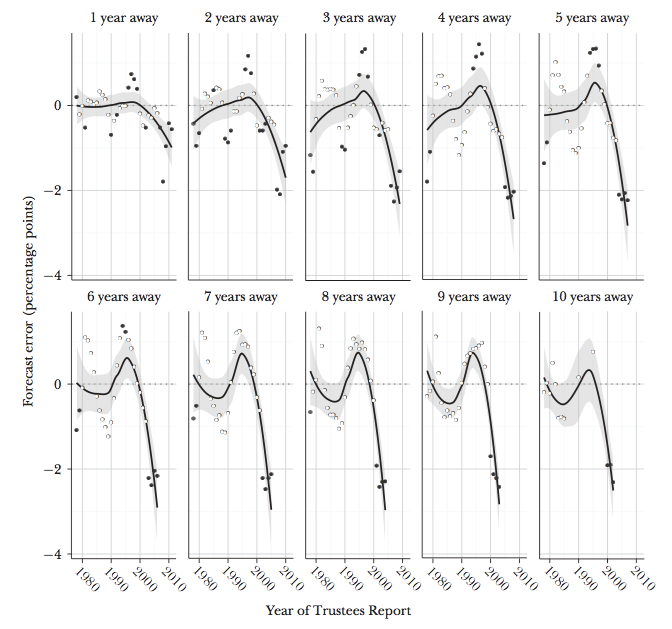 1 year away 2 years away 3 years away 4 years away 5 years away
0
−2
−4
6 years away 7 years away 8 years away 9 years away 10 years away
0
−2
−4
1980 1990 2000 2010 1980 1990 2000 2010 1980 1990 2000 2010 1980 1990 2000 2010 1980 1990 2000 2010
Year of Trustees Report
Forecast error (percentage points)